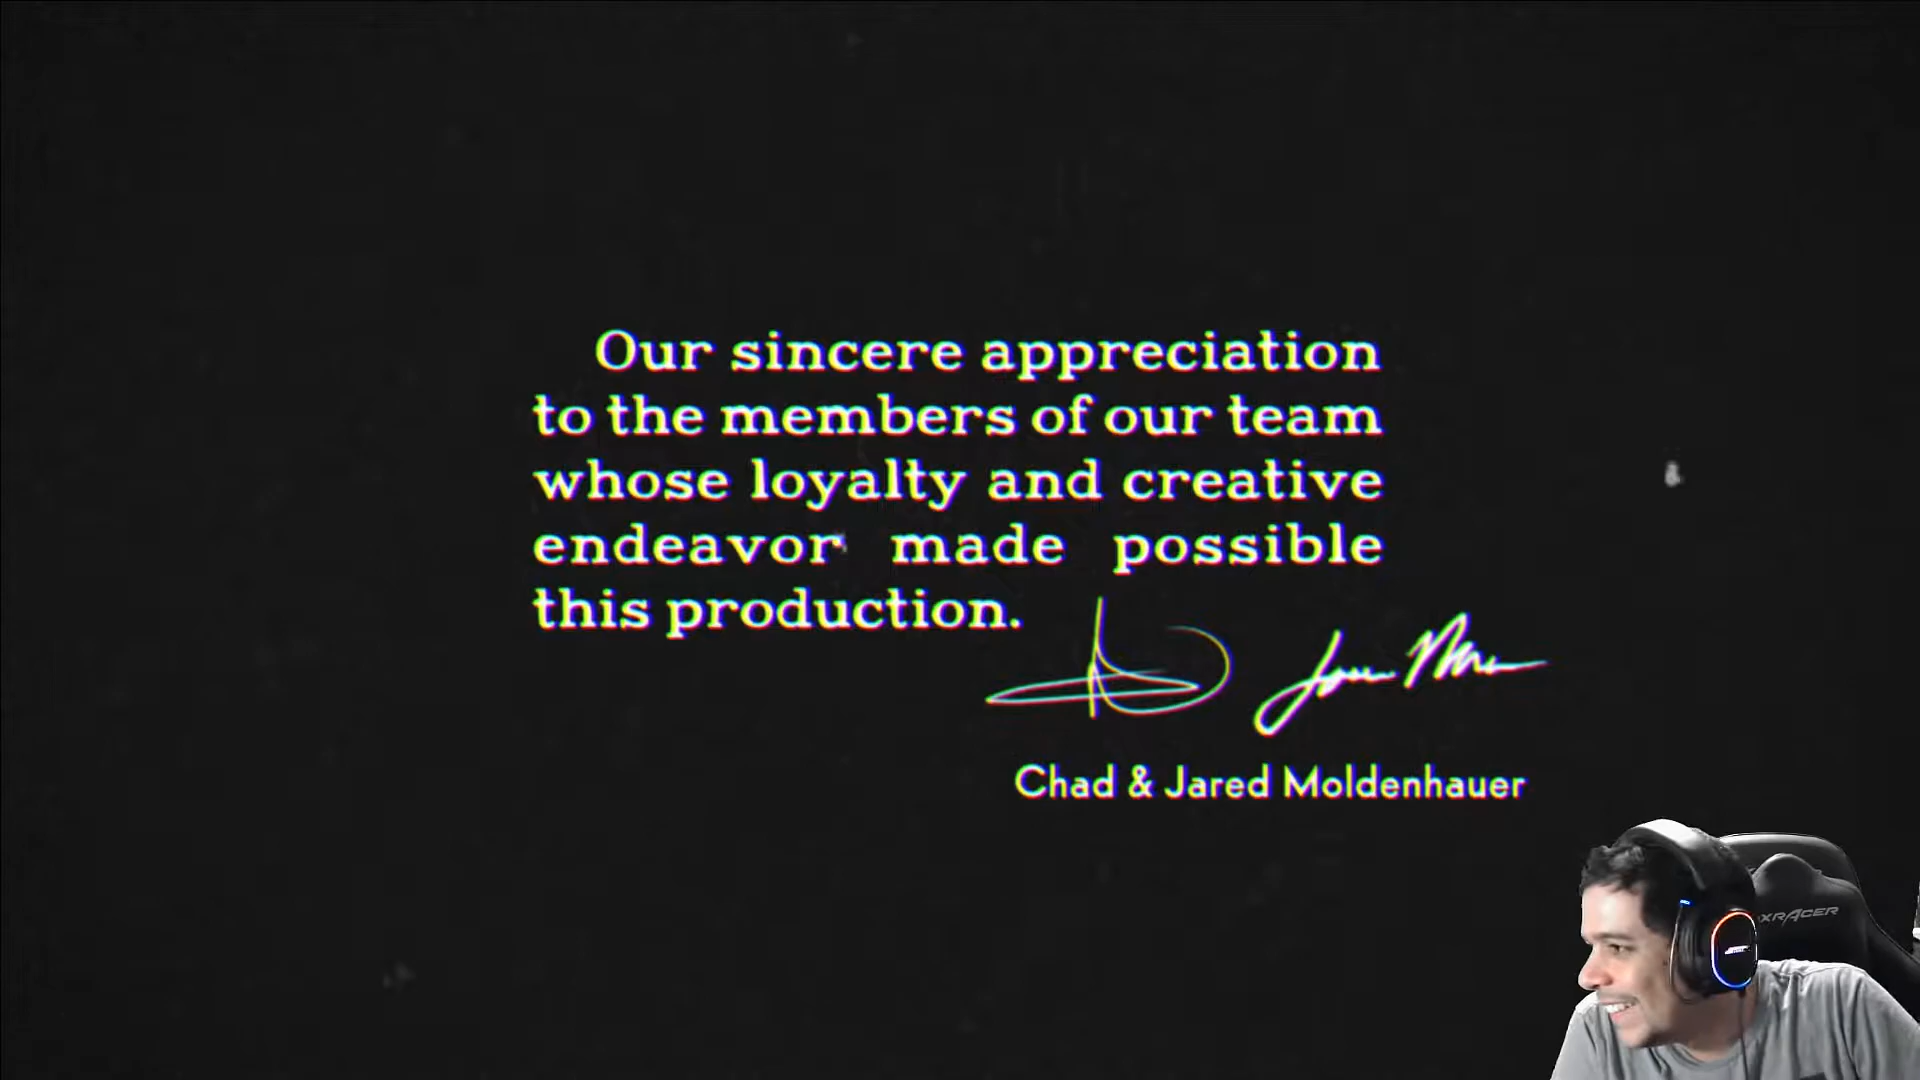 Our sincere appreciation
to the members of our team
whose loyalty and creative
endeavor made possible
this production.
Chad & Jared Moldenhauer
XRACER